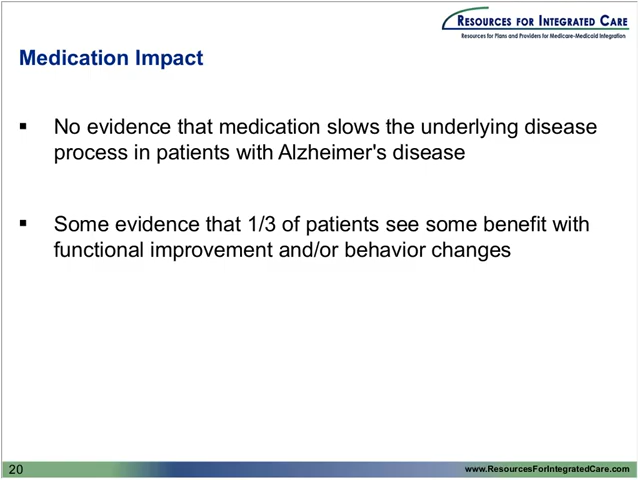 RESOURCES FOR INTEGRATED CARE
Resources for Plans and Providers for Medicare-Medicaid Integration
Medication Impact
▪ No evidence that medication slows the underlying disease
process in patients with Alzheimer's disease
▪ Some evidence that 1/3 of patients see some benefit with
functional improvement and/or behavior changes
20
www.ResourcesForIntegratedCare.com